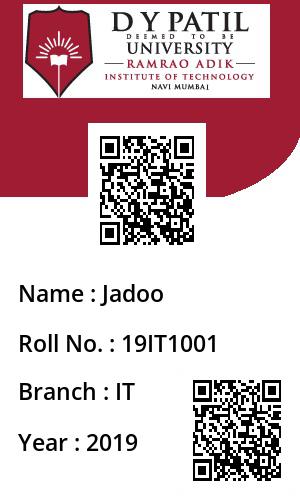 D Y PATIL
DEEMED TO BE
UNIVERSITY
RAMRAO ADIK
INSTITUTE OF TECHNOLOGY
NAVI MUMBAI
Name : Jadoo
Roll No. : 19IT1001
Branch : IT
Year : 2019